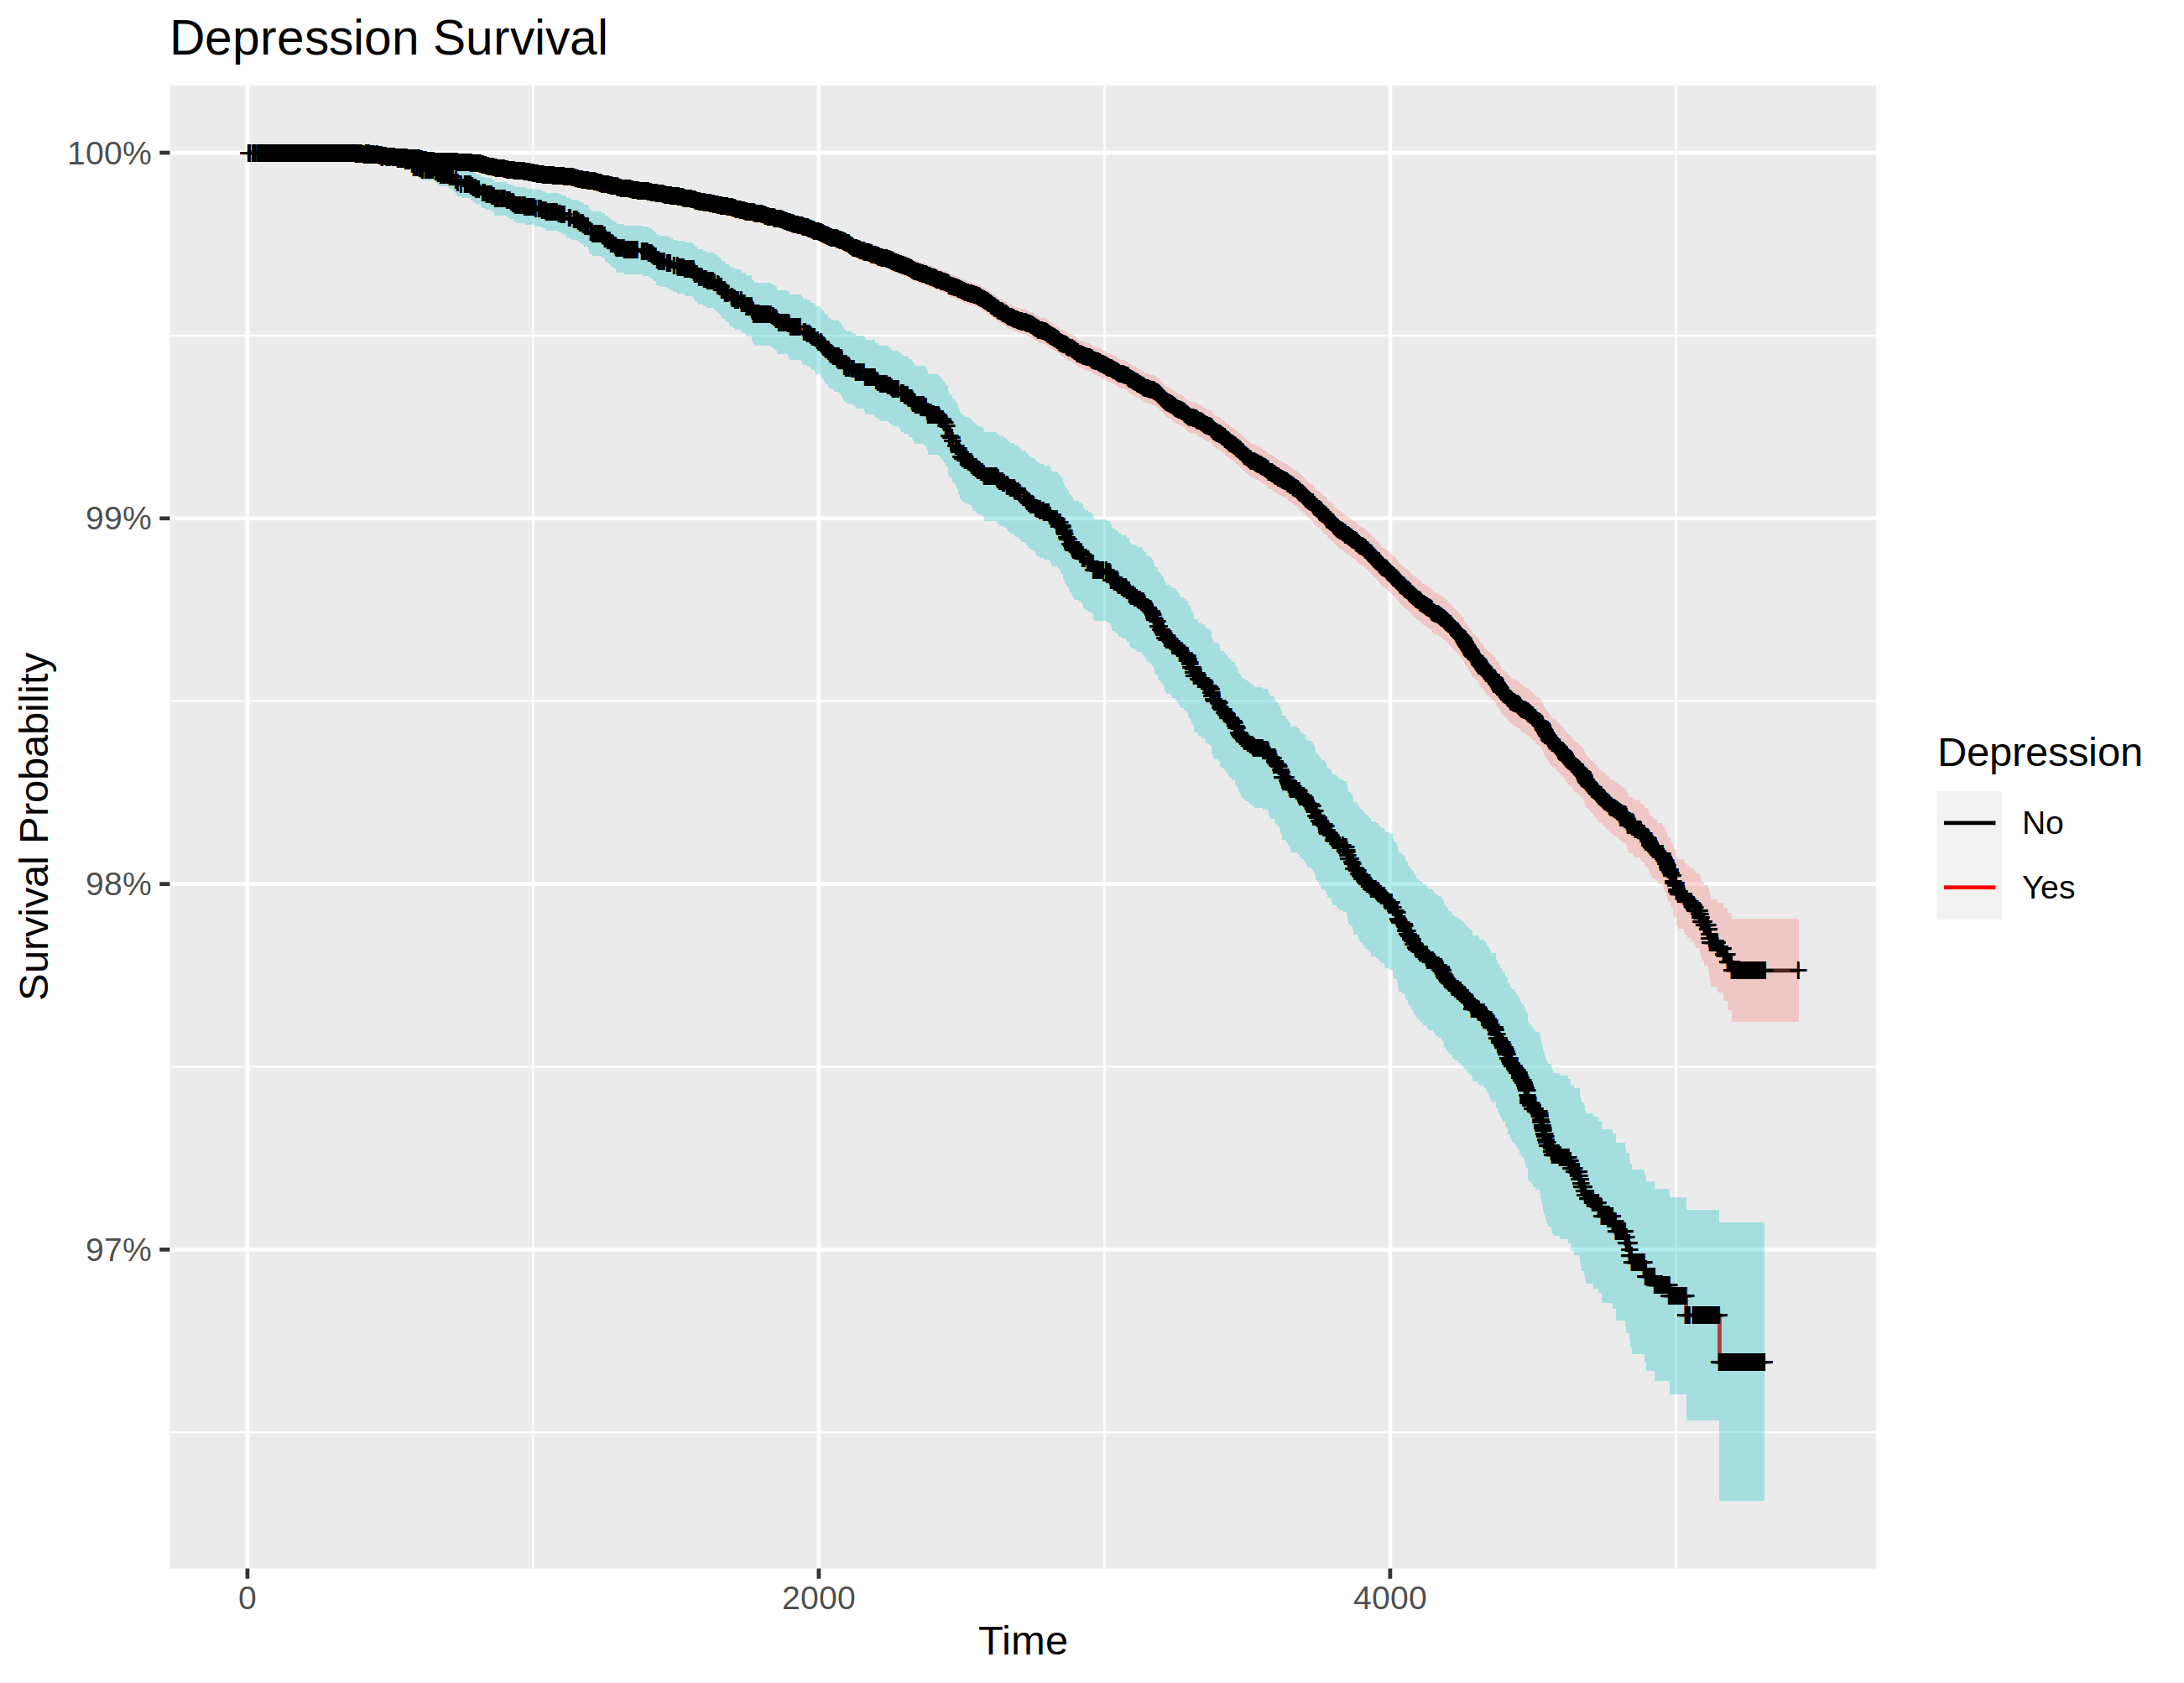 Depression Survival
100%
99%
98%
97%
Survival Probability
0 2000 4000
Time
Depression
No
Yes